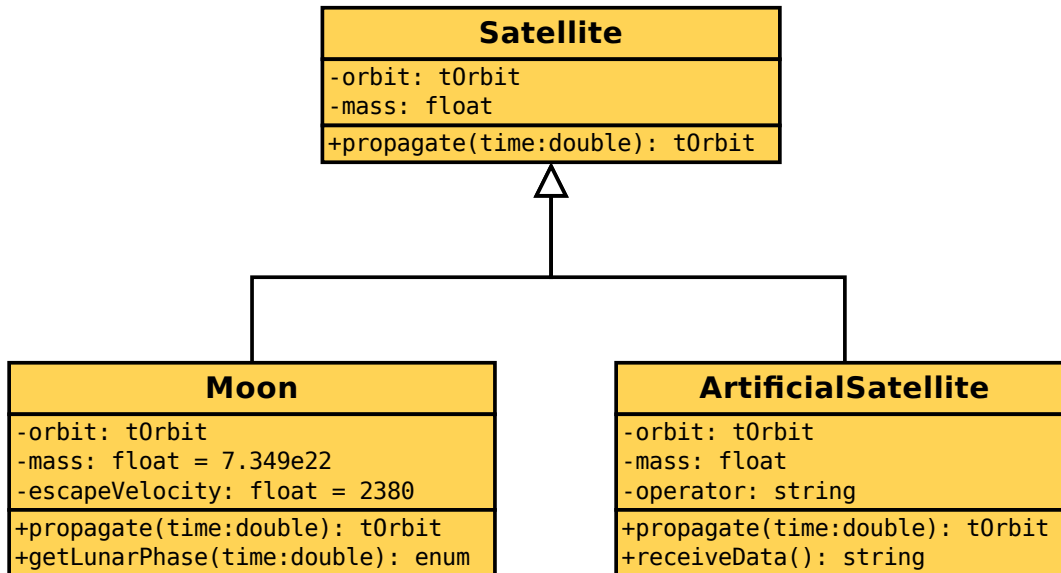 Satellite
-orbit: tOrbit
-mass: float
+propagate(time:double): tOrbit
Moon
-orbit: tOrbit
-mass: float = 7.349e22
-escapeVelocity: float = 2380
+propagate(time:double): tOrbit
+getLunarPhase(time:double): enum
ArtificialSatellite
-orbit: tOrbit
-mass: float
-operator: string
+propagate(time:double): tOrbit
+receiveData(): string